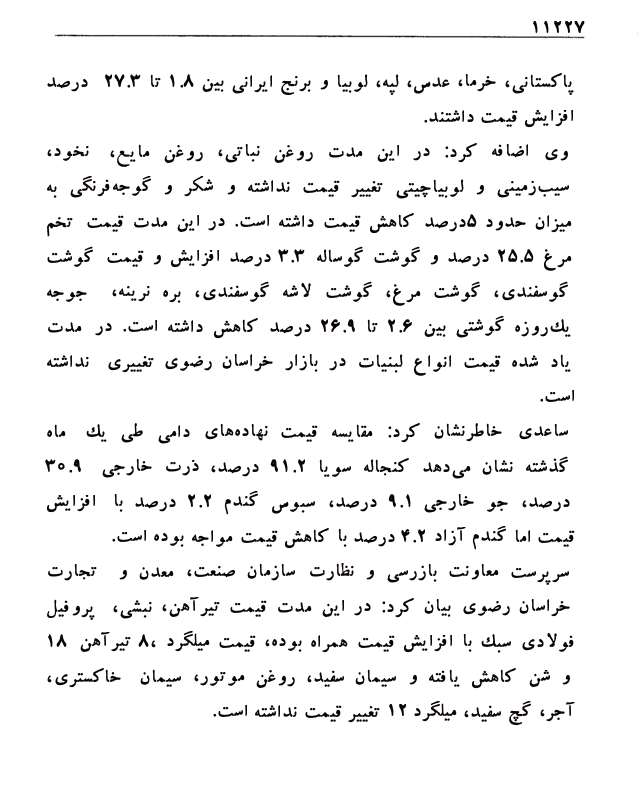 ۱۱۲۲۷
پاکستانی، خرما، عدس، لپه، لوبیا و برنج ایرانی بین ۱.۸ تا ۲۷.۳ درصد
افزایش قیمت داشتند.
وی اضافه کرد: در این مدت روغن نباتی، روغن مایع، نخود،
سیب‌زمینی و لوبیاچیتی تغییر قیمت نداشته و شکر و گوجه‌فرنگی به
میزان حدود ۵درصد کاهش قیمت داشته است. در این مدت قیمت تخم
مرغ ۲۵.۵ درصد و گوشت گوساله ۳.۳ درصد افزایش و قیمت گوشت
گوسفندی، گوشت مرغ، گوشت لاشه گوسفندی، بره نرینه، جوجه
یك‌روزه گوشتی بین ۲.۶ تا ۲۶.۹ درصد کاهش داشته است. در مدت
یاد شده قیمت انواع لبنیات در بازار خراسان رضوی تغییری نداشته
است.
ساعدی خاطرنشان کرد: مقایسه قیمت نهاده‌های دامی طی یك ماه
گذشته نشان می‌دهد کنجاله سویا ۹۱.۲ درصد، ذرت خارجی ۳۰.۹
درصد، جو خارجی ۹.۱ درصد، سبوس گندم ۲.۲ درصد با افزایش
قیمت اما گندم آزاد ۴.۲ درصد با کاهش قیمت مواجه بوده است.
سرپرست معاونت بازرسی و نظارت سازمان صنعت، معدن و تجارت
خراسان رضوی بیان کرد: در این مدت قیمت تیرآهن، نبشی، پروفیل
فولادی سبك با افزایش قیمت همراه بوده، قیمت میلگرد ،۸ تیرآهن ۱۸
و شن کاهش یافته و سیمان سفید، روغن موتور، سیمان خاکستری،
آجر، گچ سفید، میلگرد ۱۲ تغییر قیمت نداشته است.